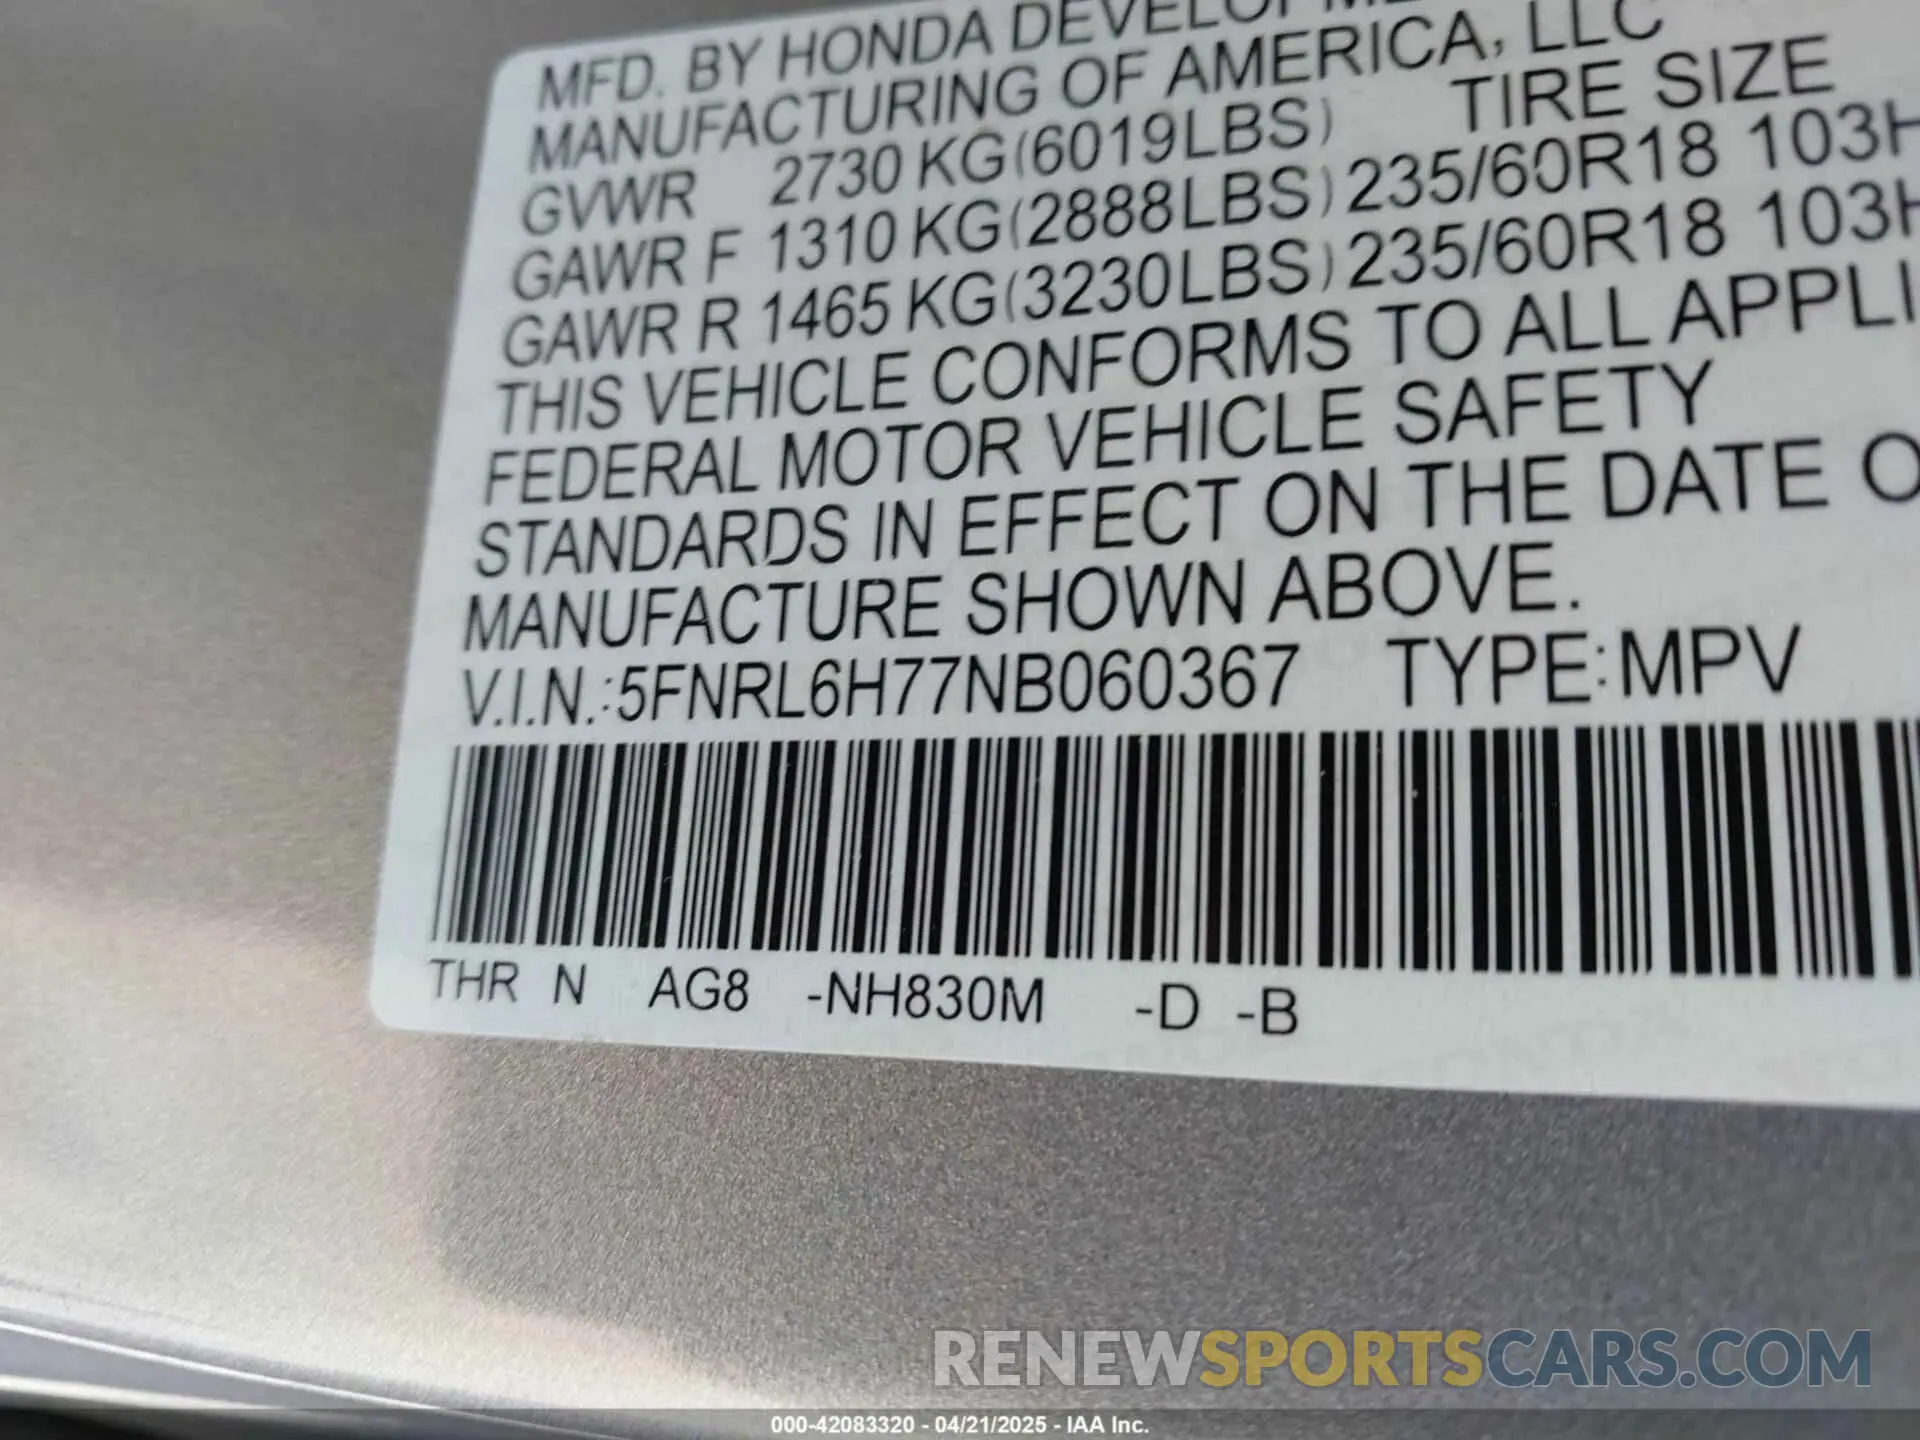 MFD. BY HONDA DEVELOPME
MANUFACTURING OF AMERICA, LLC
GVWR 2730 KG(6019LBS) TIRE SIZE
GAWR F 1310 KG(2888LBS) 235/60R18 103H
GAWR R 1465 KG(3230LBS) 235/60R18 103H
THIS VEHICLE CONFORMS TO ALL APPLI
FEDERAL MOTOR VEHICLE SAFETY
STANDARDS IN EFFECT ON THE DATE O
MANUFACTURE SHOWN ABOVE.
V.I.N.:5FNRL6H77NB060367 TYPE:MPV
THR N AG8 -NH830M -D -B
RENEWSPORTSCARS.COM
000-42083320 - 04/21/2025 - IAA Inc.